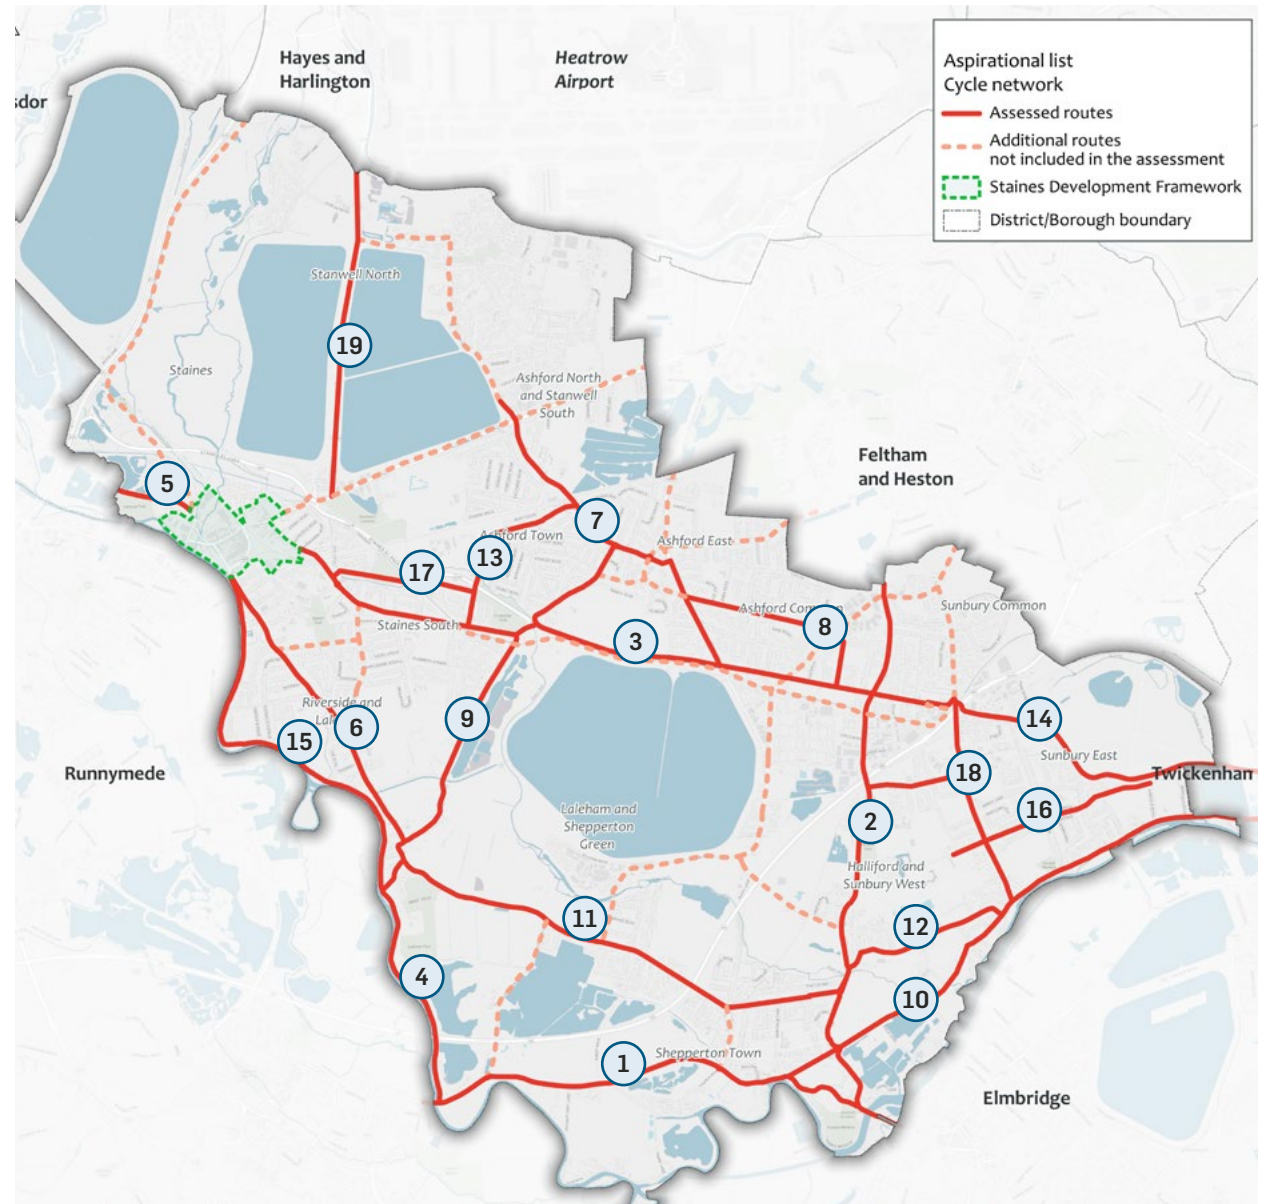 Hayes and
Harlington
Heatrow
Airport
sdor
Aspirational list
Cycle network
Assessed routes
Additional routes
not included in the assessment
Staines Development Framework
District/Borough boundary
Stanwell North
19
Staines
Ashford North
and Stanwell
South
Feltham
and Heston
5
7
Ashford Town
Ashford East
13
17
Ashford Common
Sunbury Common
8
Staines South
3
Riverside and
6
9
15
14
Sunbury East
Runnymede
18
Twickenhan
16
Laleham and
Shepperton
Green
2
Halliford and
Sunbury West
11
12
4
10
1
Shepperton Town
Elmbridge